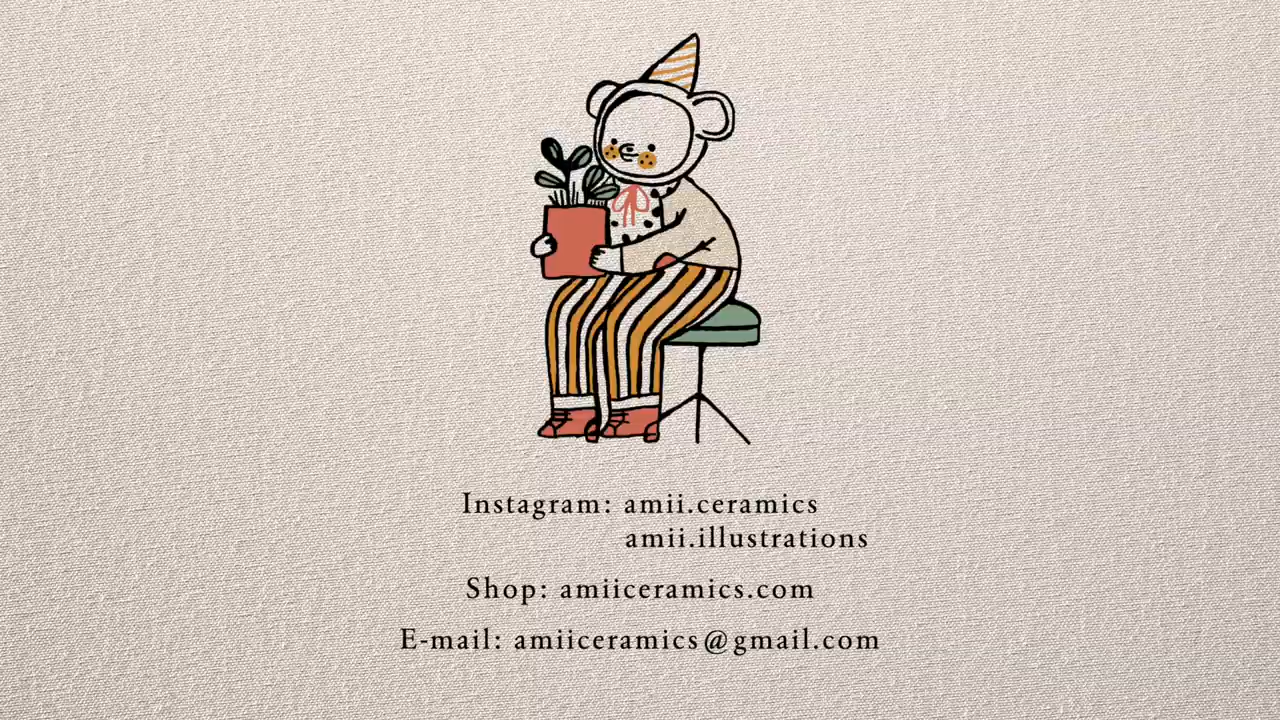 Instagram: amii.ceramics
amii.illustrations
Shop: amiiceramics.com
E-mail: amiiceramics@gmail.com